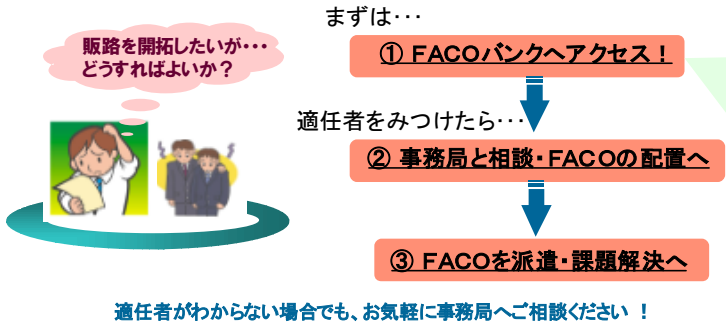 販路を開拓したいが・・・
どうすればよいか？
まずは・・・
① ＦＡＣＯバンクへアクセス！
適任者をみつけたら・・・
② 事務局と相談・ＦＡＣＯの配置へ
③ ＦＡＣＯを派遣・課題解決へ
適任者がわからない場合でも、お気軽に事務局へご相談ください ！